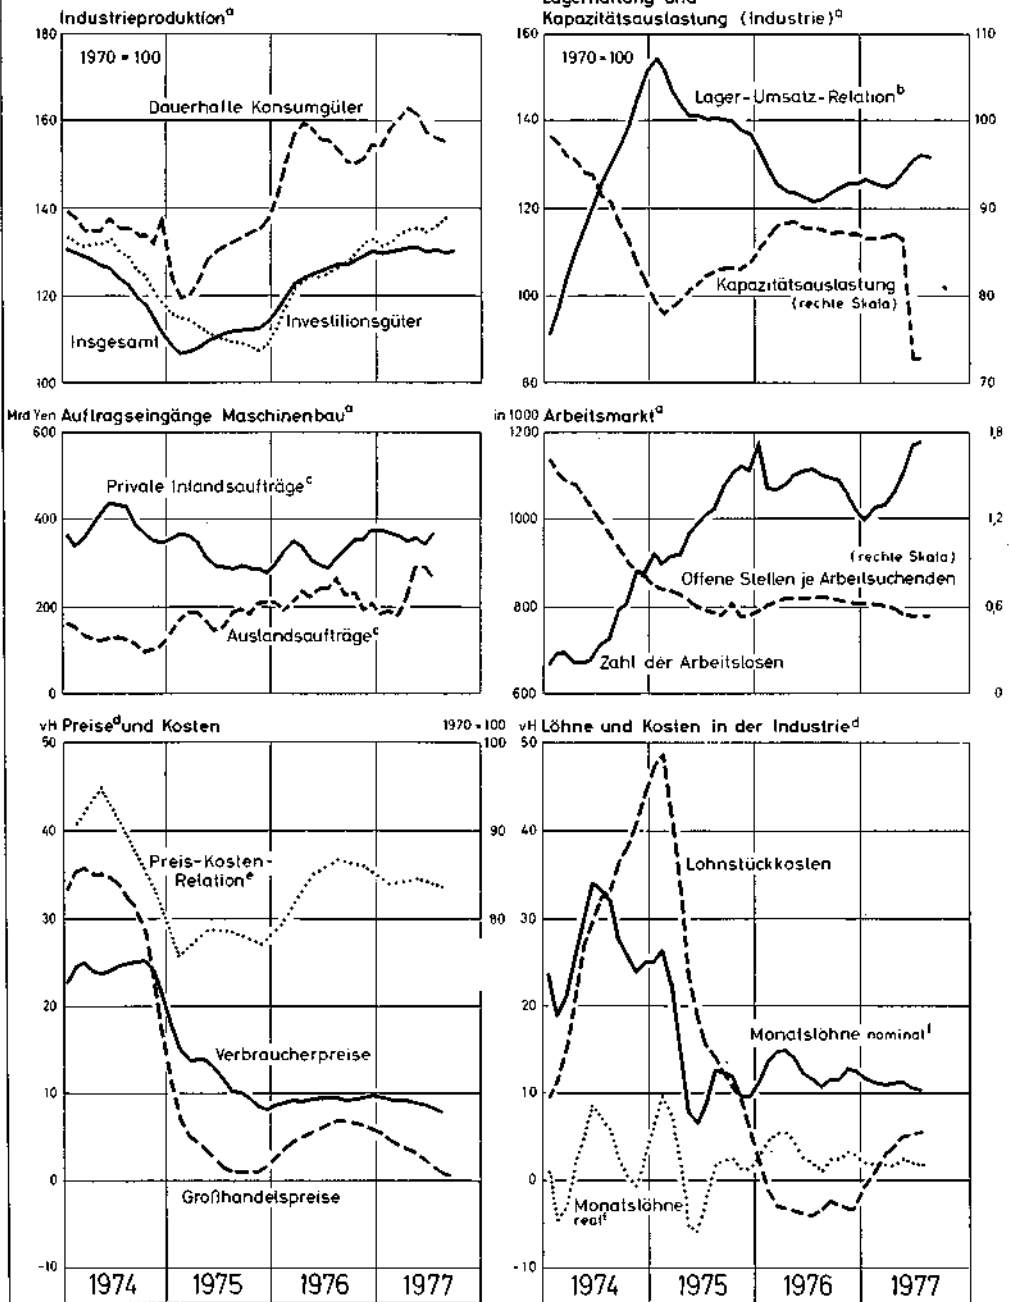 Industrieproduktion^a
180
1970 = 100
Dauerhafte Konsumgüter
160
140
120
Investitionsgüter
Insgesamt
100
Lagerhaltung und
Kapazitätsauslastung (Industrie)^a
160 110
1970 = 100
Lager-Umsatz-Relation^b
140 100
120 90
Kapazitätsauslastung
(rechte Skala)
100 80
80 70
Mrd Yen Auftragseingänge Maschinenbau^a
600
Private Inlandsaufträge^c
400
200
Auslandsaufträge^c
0
in 1000 Arbeitsmarkt^a
1200 1,8
1000 1,2
(rechte Skala)
Offene Stellen je Arbeitsuchenden
800 0,6
Zahl der Arbeitslosen
600 0
vH Preise^d und Kosten 1970 = 100
50 100
40 90
Preis-Kosten-
Relation^e
30 80
20
Verbraucherpreise
10
0
Großhandelspreise
-10
1974 1975 1976 1977
vH Löhne und Kosten in der Industrie^d
50
40
Lohnstückkosten
30
20
Monatslöhne nominal^f
10
0
Monatslöhne
real^f
-10
1974 1975 1976 1977